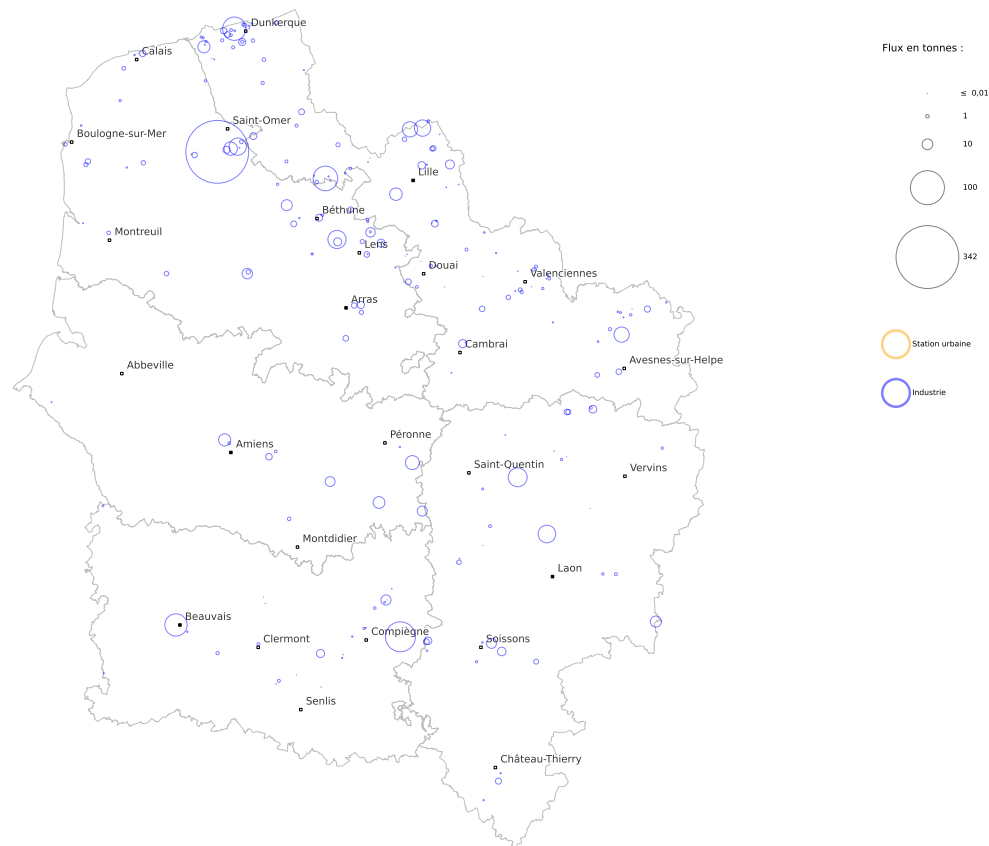 Dunkerque
Flux en tonnes :
Calais
≤ 0,01
1
Saint-Omer
Boulogne-sur-Mer
10
Lille
100
Béthune
Montreuil
Lens
342
Douai
Valenciennes
Arras
Station urbaine
Cambrai
Avesnes-sur-Helpe
Abbeville
Industrie
Péronne
Amiens
Saint-Quentin
Vervins
Montdidier
Laon
Beauvais
Compiègne
Clermont
Soissons
Senlis
Château-Thierry